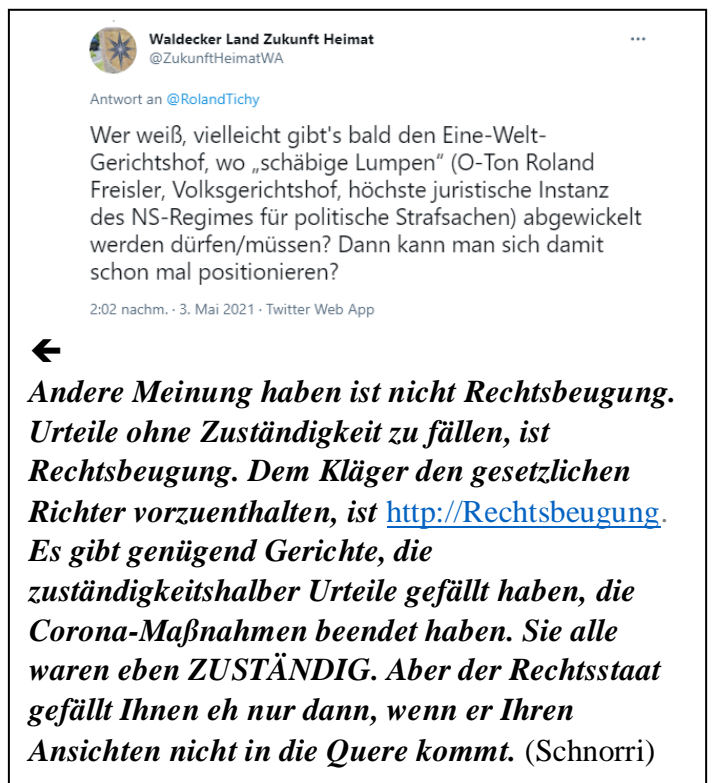 Waldecker Land Zukunft Heimat
@ZukunftHeimatWA
...
Antwort an @RolandTichy
Wer weiß, vielleicht gibt's bald den Eine-Welt-
Gerichtshof, wo „schäbige Lumpen" (O-Ton Roland
Freisler, Volksgerichtshof, höchste juristische Instanz
des NS-Regimes für politische Strafsachen) abgewickelt
werden dürfen/müssen? Dann kann man sich damit
schon mal positionieren?
2:02 nachm. · 3. Mai 2021 · Twitter Web App
←
Andere Meinung haben ist nicht Rechtsbeugung.
Urteile ohne Zuständigkeit zu fällen, ist
Rechtsbeugung. Dem Kläger den gesetzlichen
Richter vorzuenthalten, ist http://Rechtsbeugung.
Es gibt genügend Gerichte, die
zuständigkeitshalber Urteile gefällt haben, die
Corona-Maßnahmen beendet haben. Sie alle
waren eben ZUSTÄNDIG. Aber der Rechtsstaat
gefällt Ihnen eh nur dann, wenn er Ihren
Ansichten nicht in die Quere kommt. (Schnorri)